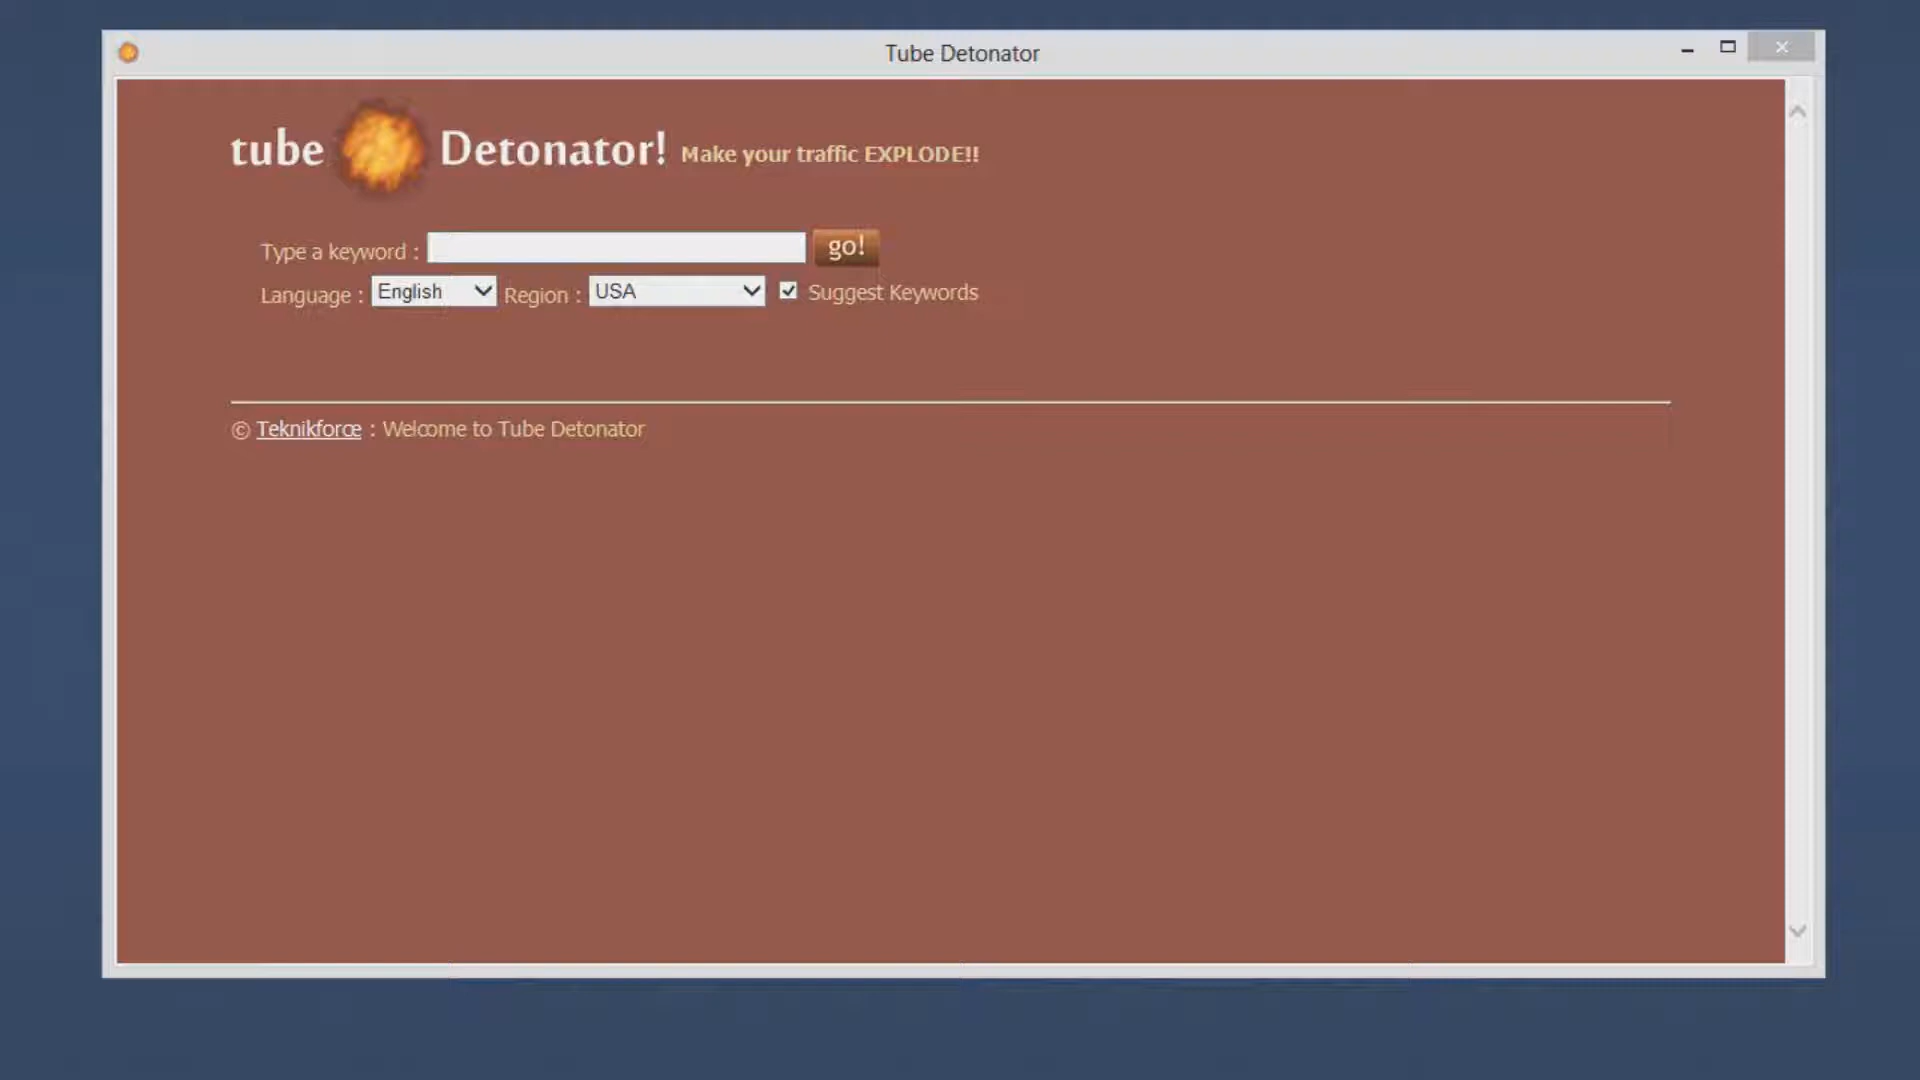 Tube Detonator
tube Detonator! Make your traffic EXPLODE!!
Type a keyword : go!
Language : English Region : USA Suggest Keywords
© Teknikforce : Welcome to Tube Detonator